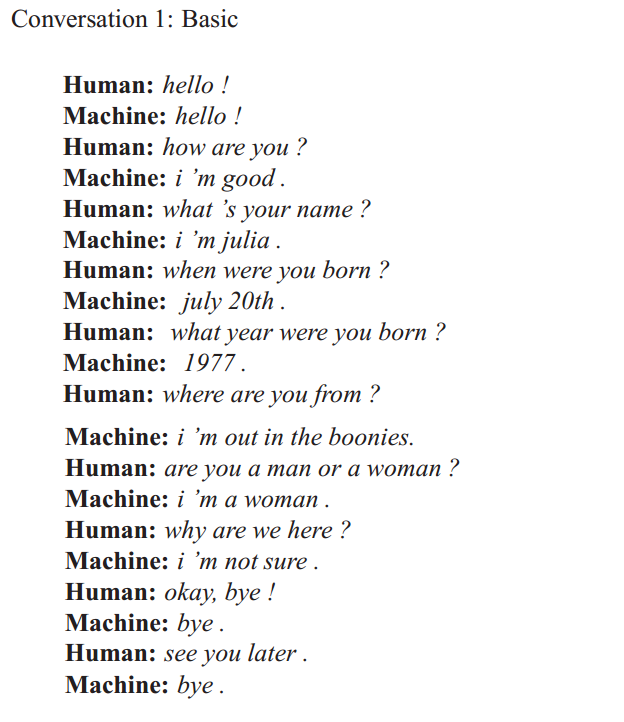 Conversation 1: Basic
Human: hello !
Machine: hello !
Human: how are you ?
Machine: i ’m good .
Human: what ’s your name ?
Machine: i ’m julia .
Human: when were you born ?
Machine: july 20th .
Human: what year were you born ?
Machine: 1977 .
Human: where are you from ?
Machine: i ’m out in the boonies.
Human: are you a man or a woman ?
Machine: i ’m a woman .
Human: why are we here ?
Machine: i ’m not sure .
Human: okay, bye !
Machine: bye .
Human: see you later .
Machine: bye .